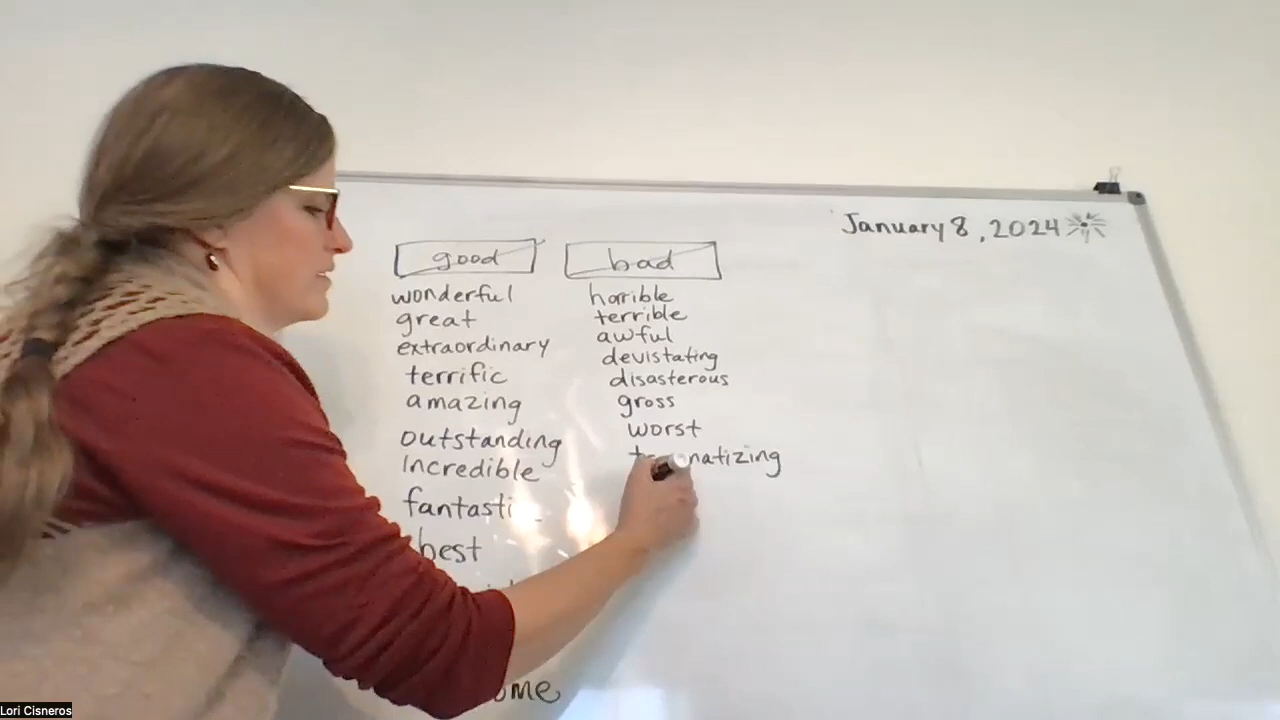 January 8, 2024
good
bad
wonderful
great
extraordinary
terrific
amazing
outstanding
Incredible
best
horrible
terrible
awful
devistating
disasterous
gross
worst
Lori Cisneros